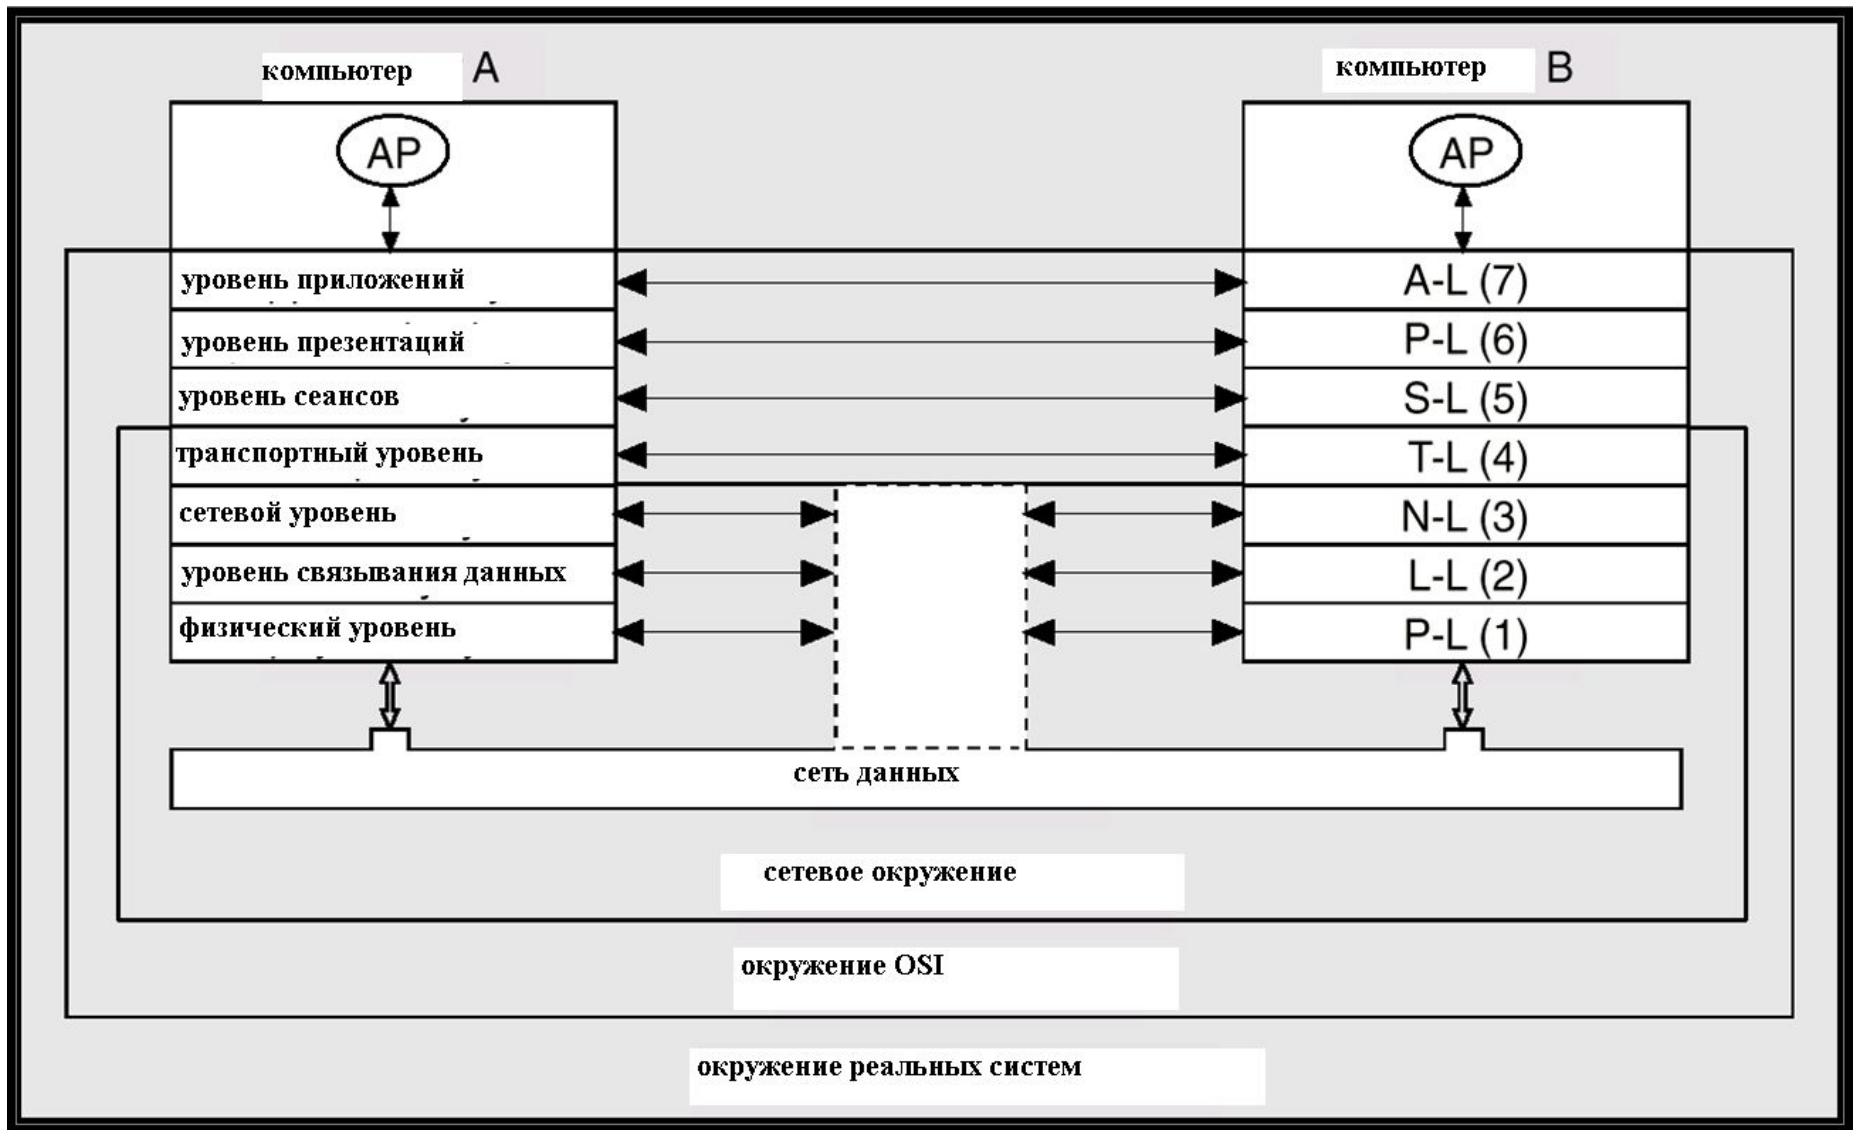 компьютер A
компьютер B
AP
AP
уровень приложений
A-L (7)
уровень презентаций
P-L (6)
уровень сеансов
S-L (5)
транспортный уровень
T-L (4)
сетевой уровень
N-L (3)
уровень связывания данных
L-L (2)
физический уровень
P-L (1)
сеть данных
сетевое окружение
окружение OSI
окружение реальных систем